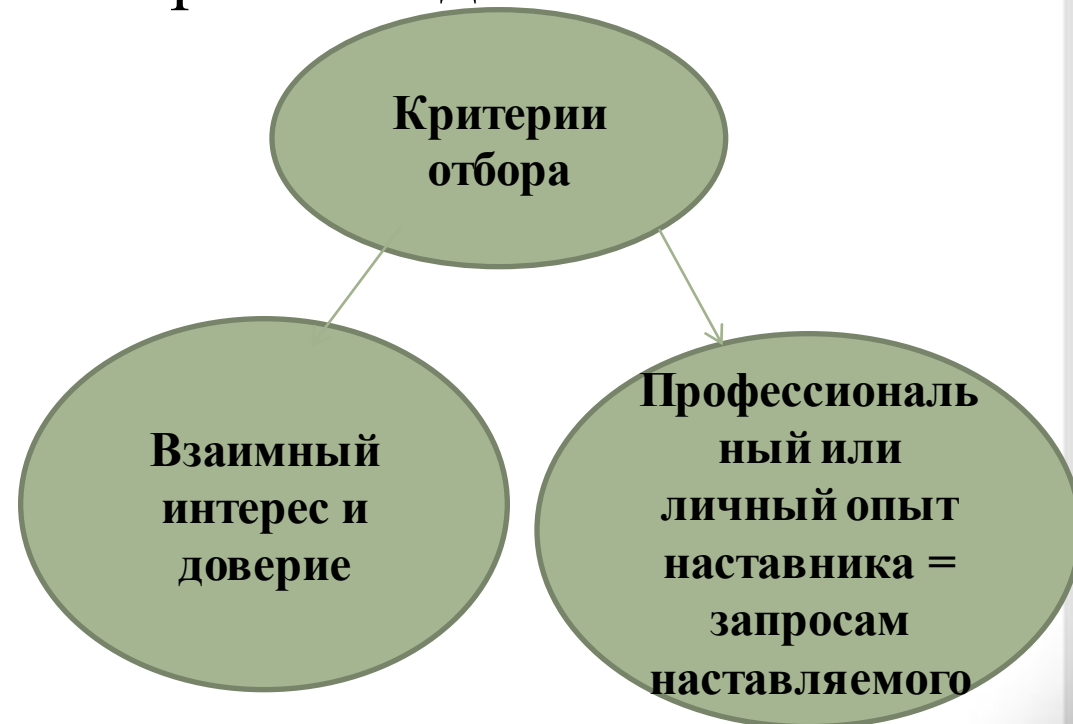 Критерии
отбора
Взаимный
интерес и
доверие
Профессиональ
ный или
личный опыт
наставника =
запросам
наставляемого